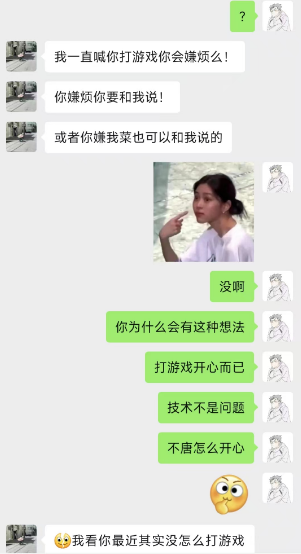 ？
我一直喊你打游戏你会嫌烦么！
你嫌烦你要和我说！
或者你嫌我菜也可以和我说的
没啊
你为什么会有这种想法
打游戏开心而已
技术不是问题
不唐怎么开心
我看你最近其实没怎么打游戏